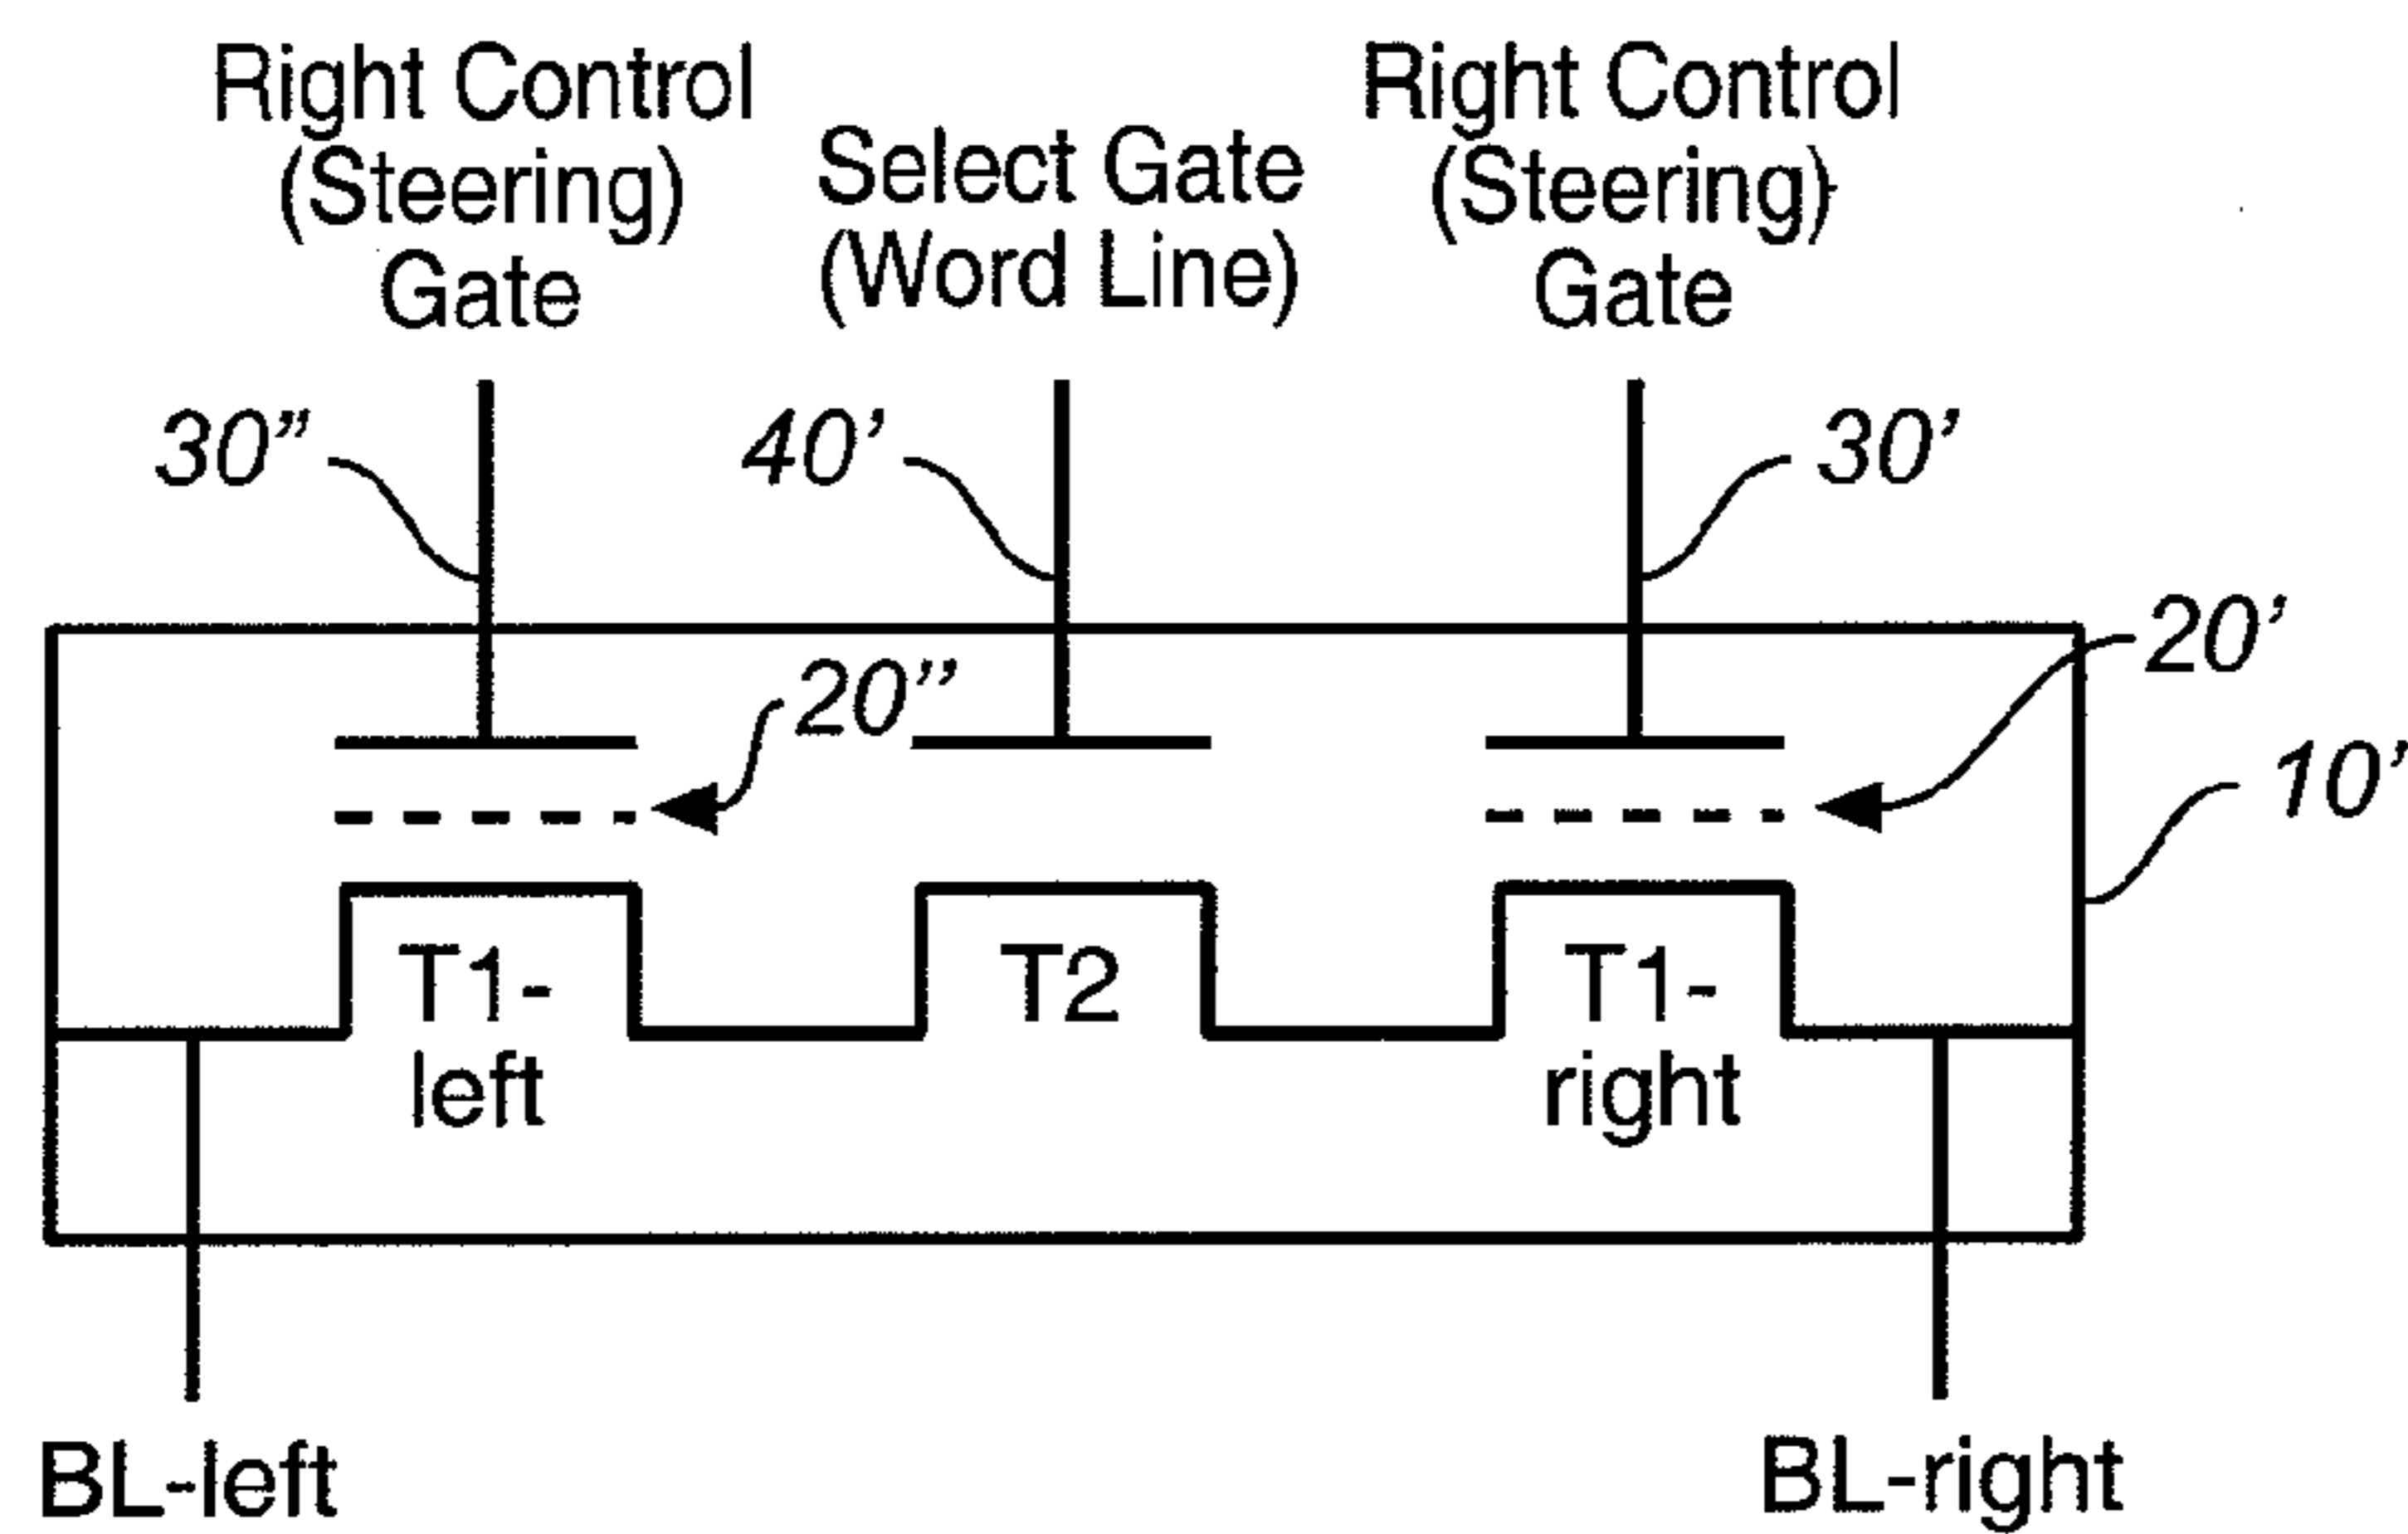 Right Control
(Steering)
Gate
Select Gate
(Word Line)
Right Control
(Steering)
Gate
30”
40’
30’
20”
20’
10’
T1-
left
T2
T1-
right
BL-left
BL-right